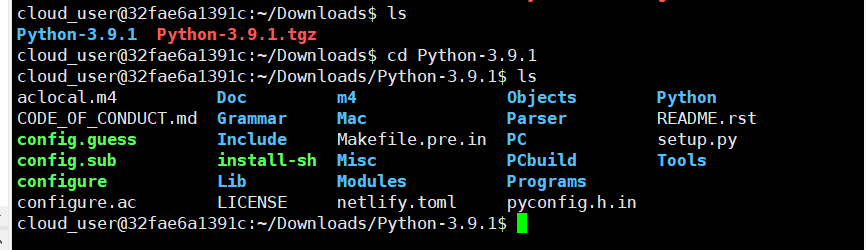 cloud_user@32fae6a1391c:~/Downloads$ ls
Python-3.9.1  Python-3.9.1.tgz
cloud_user@32fae6a1391c:~/Downloads$ cd Python-3.9.1
cloud_user@32fae6a1391c:~/Downloads/Python-3.9.1$ ls
aclocal.m4          Doc         m4               Objects        Python
CODE_OF_CONDUCT.md  Grammar     Mac              Parser         README.rst
config.guess        Include     Makefile.pre.in  PC             setup.py
config.sub          install-sh  Misc             PCbuild        Tools
configure           Lib         Modules          Programs
configure.ac        LICENSE     netlify.toml     pyconfig.h.in
cloud_user@32fae6a1391c:~/Downloads/Python-3.9.1$